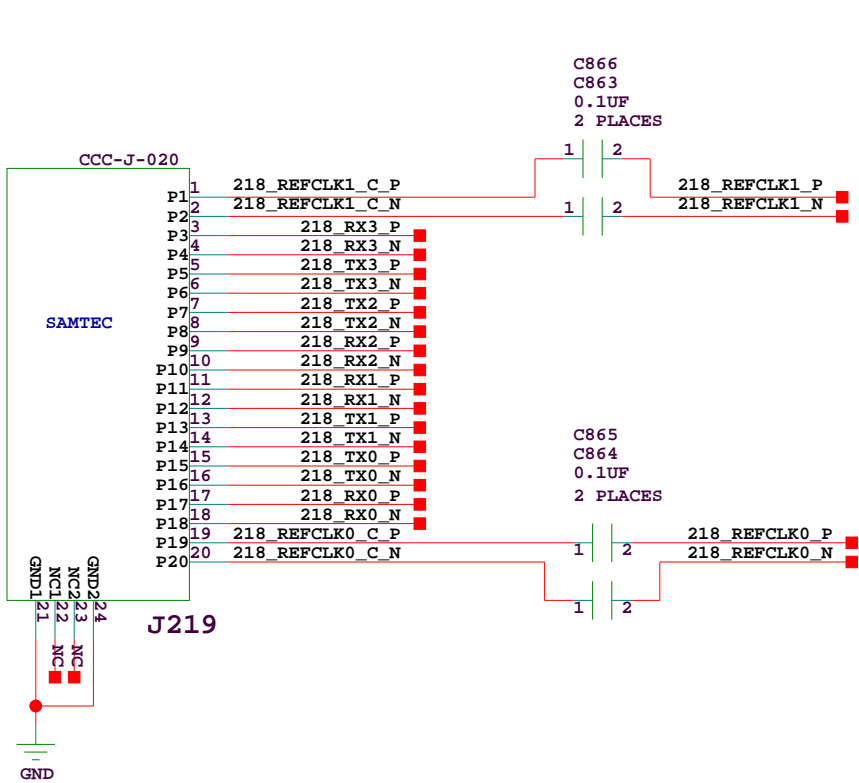 C866
C863
0.1UF
2 PLACES
1 2
CCC-J-020
P1 1 218_REFCLK1_C_P 218_REFCLK1_P
P2 2 218_REFCLK1_C_N 1 2 218_REFCLK1_N
P3 3 218_RX3_P
P4 4 218_RX3_N
P5 5 218_TX3_P
P6 6 218_TX3_N
P7 7 218_TX2_P
SAMTEC
P8 8 218_TX2_N
P9 9 218_RX2_P
P10 10 218_RX2_N
P11 11 218_RX1_P
P12 12 218_RX1_N
P13 13 218_TX1_P
P14 14 218_TX1_N
P15 15 218_TX0_P
P16 16 218_TX0_N
P17 17 218_RX0_P
P18 18 218_RX0_N
C865
C864
0.1UF
2 PLACES
P19 19 218_REFCLK0_C_P 1 2 218_REFCLK0_P
P20 20 218_REFCLK0_C_N 218_REFCLK0_N
1 2
GND1 21
NC1 22 NC
NC2 23 NC
GND2 24
J219
GND